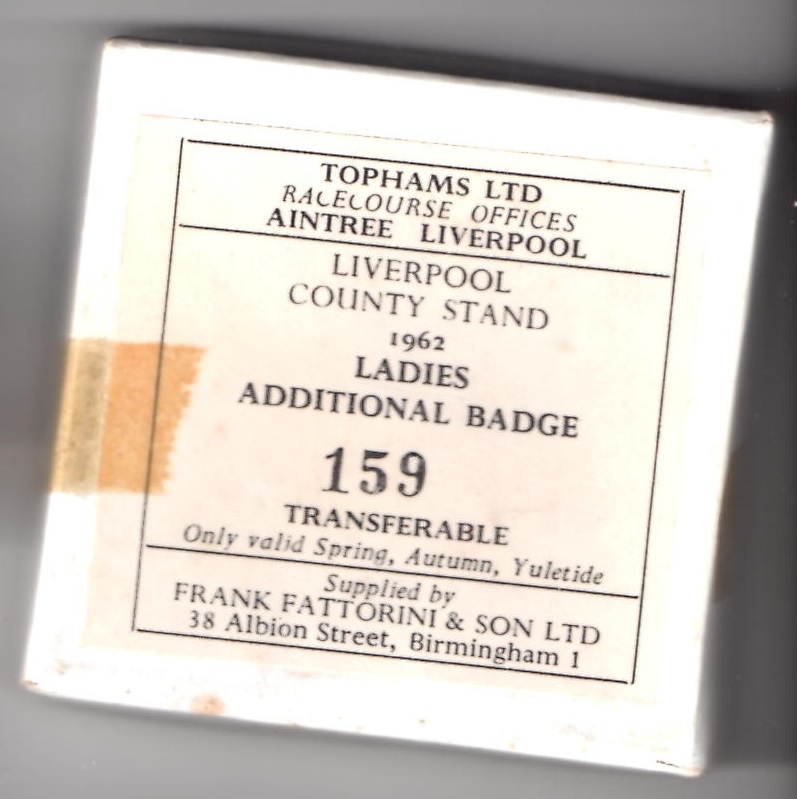 TOPHAMS LTD
RACECOURSE OFFICES
AINTREE LIVERPOOL
LIVERPOOL
COUNTY STAND
1962
LADIES
ADDITIONAL BADGE
159
TRANSFERABLE
Only valid Spring, Autumn, Yuletide
Supplied by
FRANK FATTORINI & SON LTD
38 Albion Street, Birmingham 1